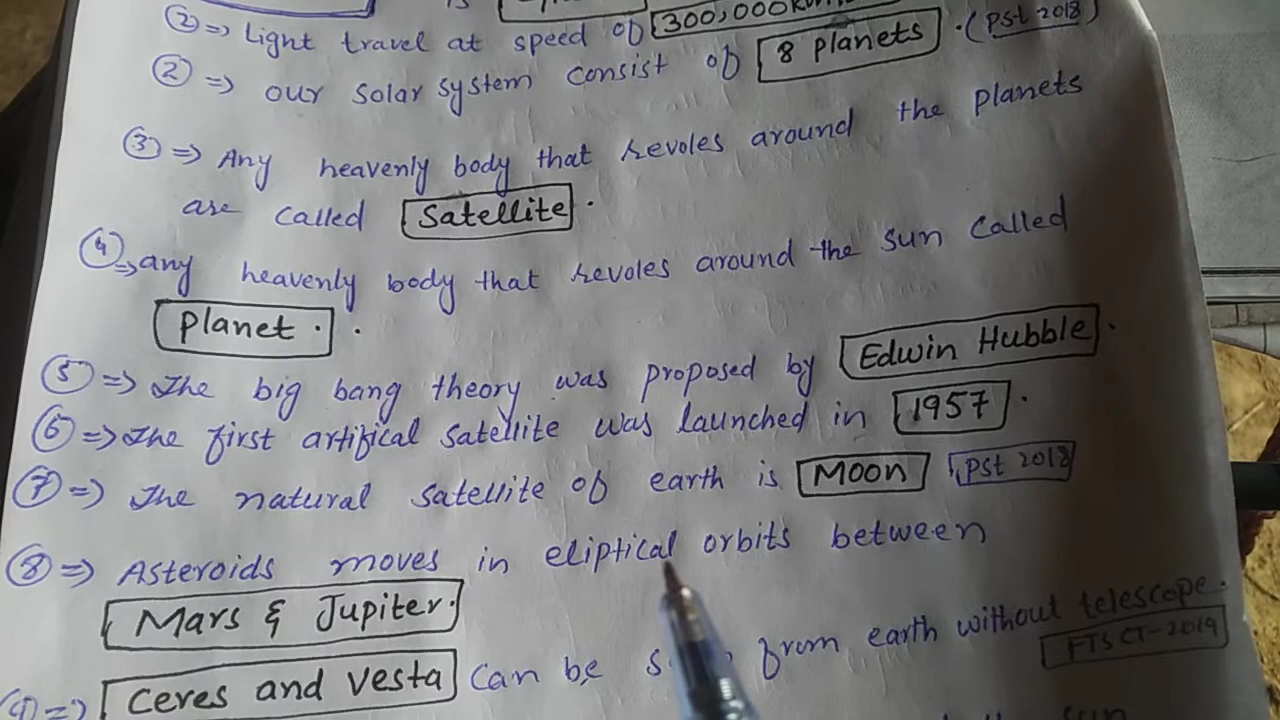 is
②⇒ Light travel at speed of 300,000km
② ⇒ our solar system consist of 8 planets . (PSt 2018)
③ ⇒ Any heavenly body that revoles around the planets
are called Satellite .
④⇒ any heavenly body that revoles around the sun called
planet . .
⑤ ⇒ The big bang theory was proposed by Edwin Hubble .
⑥ ⇒ The first artifical satellite was launched in 1957 .
⑦ ⇒ The natural satellite of earth is Moon PSt 2018
⑧ ⇒ Asteroids moves in eliptical orbits between
Mars & Jupiter.
⇒ Ceres and Vesta can be from earth without telescope.
FTS CT-2019
sun